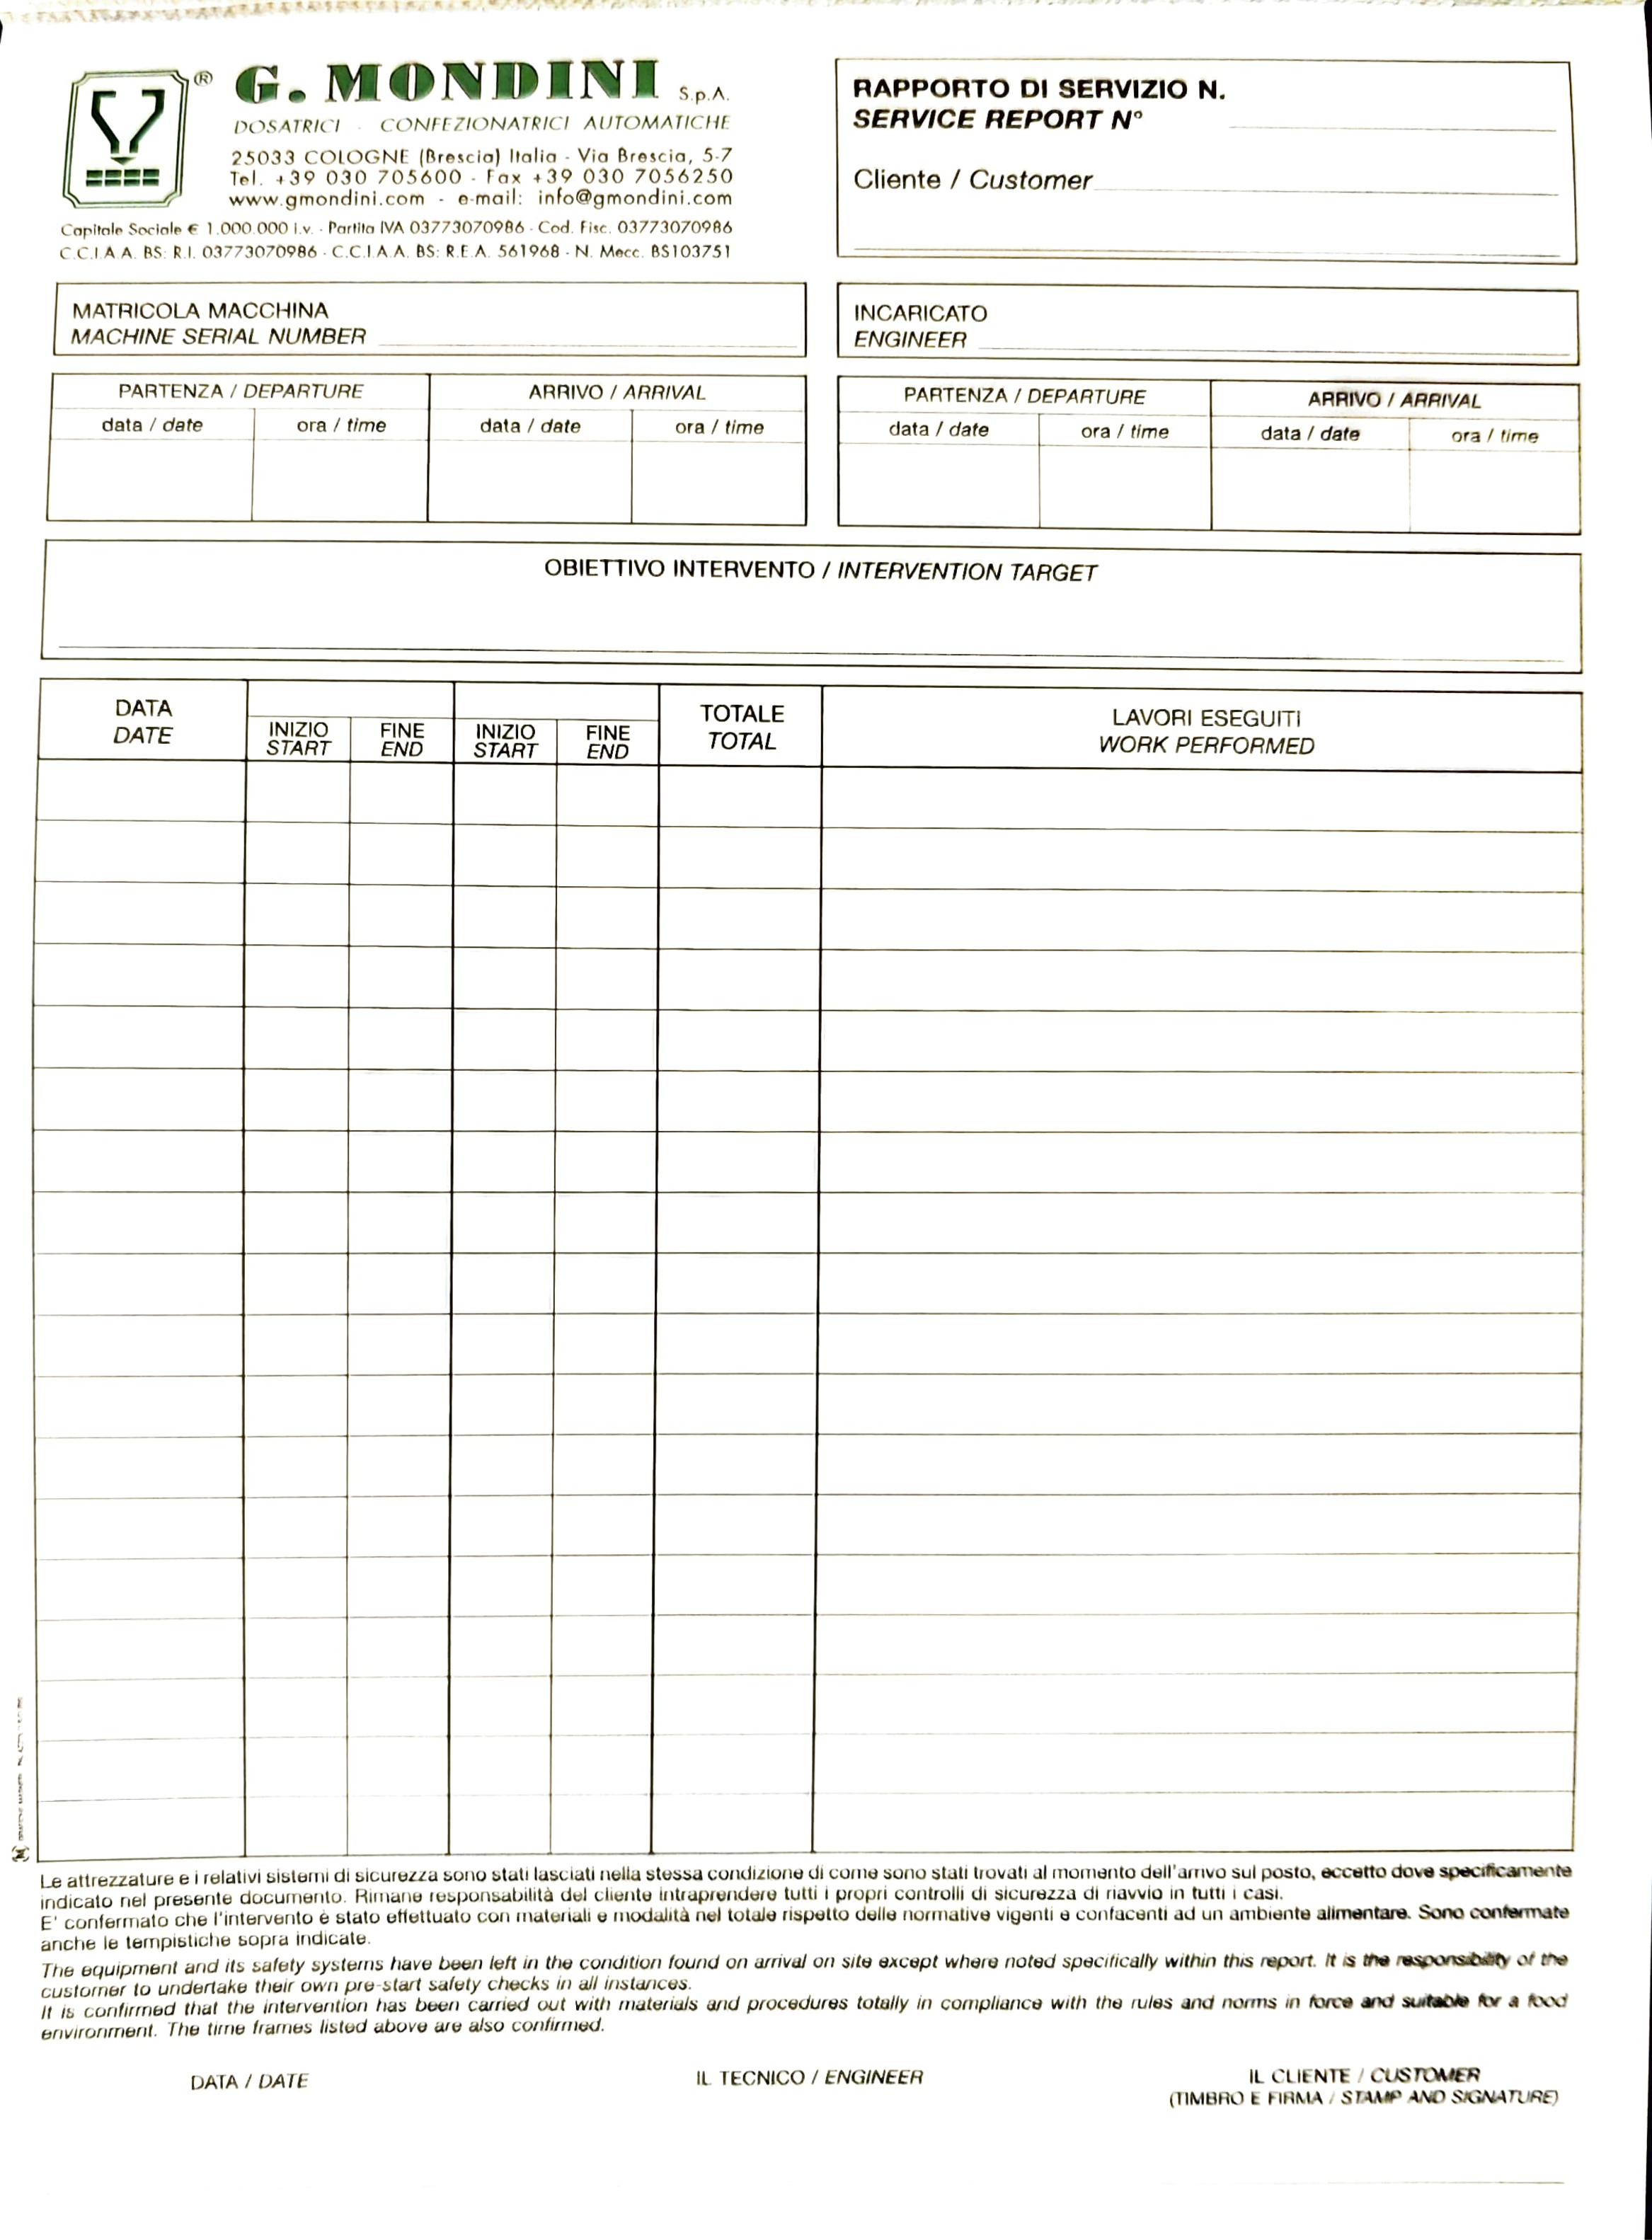 ® G. MONDINI S.p.A.
DOSATRICI - CONFEZIONATRICI AUTOMATICHE
25033 COLOGNE (Brescia) Italia - Via Brescia, 5-7
Tel. +39 030 705600 - Fax +39 030 7056250
www.gmondini.com - e-mail: info@gmondini.com
Capitale Sociale € 1.000.000 i.v. - Partita IVA 03773070986 - Cod. Fisc. 03773070986
C.C.I.A.A. BS: R.I. 03773070986 - C.C.I.A.A. BS: R.E.A. 561968 - N. Mecc. BS103751
RAPPORTO DI SERVIZIO N.
SERVICE REPORT N°
Cliente / Customer
MATRICOLA MACCHINA
MACHINE SERIAL NUMBER
INCARICATO
ENGINEER
PARTENZA / DEPARTURE ARRIVO / ARRIVAL
data / date ora / time data / date ora / time
PARTENZA / DEPARTURE ARRIVO / ARRIVAL
data / date ora / time data / date ora / time
OBIETTIVO INTERVENTO / INTERVENTION TARGET
DATA
DATE
INIZIO
START
FINE
END
INIZIO
START
FINE
END
TOTALE
TOTAL
LAVORI ESEGUITI
WORK PERFORMED
Le attrezzature e i relativi sistemi di sicurezza sono stati lasciati nella stessa condizione di come sono stati trovati al momento dell'arrivo sul posto, eccetto dove specificamente
indicato nel presente documento. Rimane responsabilità del cliente intraprendere tutti i propri controlli di sicurezza di riavvio in tutti i casi.
E' confermato che l'intervento è stato effettuato con materiali e modalità nel totale rispetto delle normative vigenti e confacenti ad un ambiente alimentare. Sono confermate
anche le tempistiche sopra indicate.
The equipment and its safety systems have been left in the condition found on arrival on site except where noted specifically within this report. It is the responsibility of the
customer to undertake their own pre-start safety checks in all instances.
It is confirmed that the intervention has been carried out with materials and procedures totally in compliance with the rules and norms in force and suitable for a food
environment. The time frames listed above are also confirmed.
DATA / DATE
IL TECNICO / ENGINEER
IL CLIENTE / CUSTOMER
(TIMBRO E FIRMA / STAMP AND SIGNATURE)